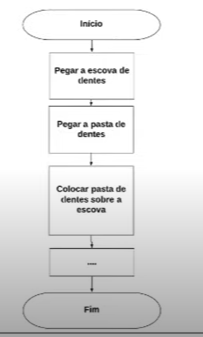 Início
Pegar a escova de
dentes
Pegar a pasta de
dentes
Colocar pasta de
dentes sobre a
escova
....
Fim